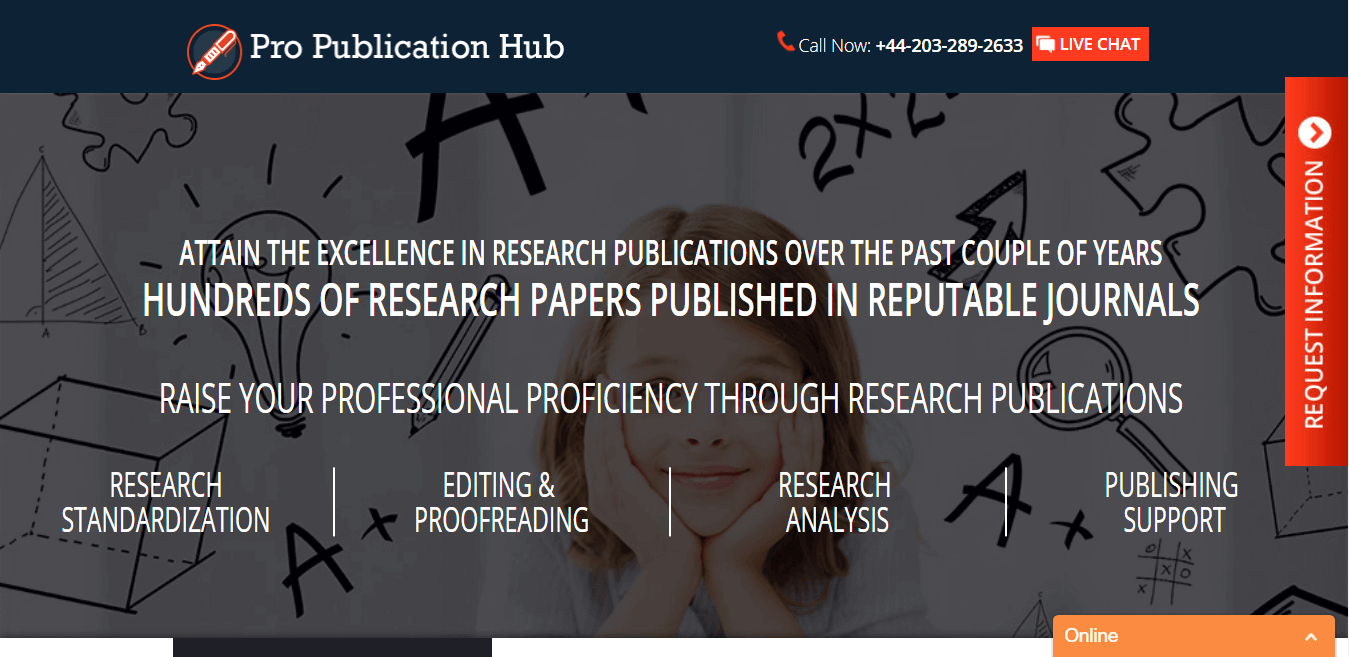 Pro Publication Hub
Call Now: +44-203-289-2633
LIVE CHAT
REQUEST INFORMATION
A
2x2
C
A
B
ATTAIN THE EXCELLENCE IN RESEARCH PUBLICATIONS OVER THE PAST COUPLE OF YEARS
HUNDREDS OF RESEARCH PAPERS PUBLISHED IN REPUTABLE JOURNALS
RAISE YOUR PROFESSIONAL PROFICIENCY THROUGH RESEARCH PUBLICATIONS
RESEARCH
STANDARDIZATION
EDITING &
PROOFREADING
RESEARCH
ANALYSIS
PUBLISHING
SUPPORT
A x
A x
O X
X O
X
C
Online